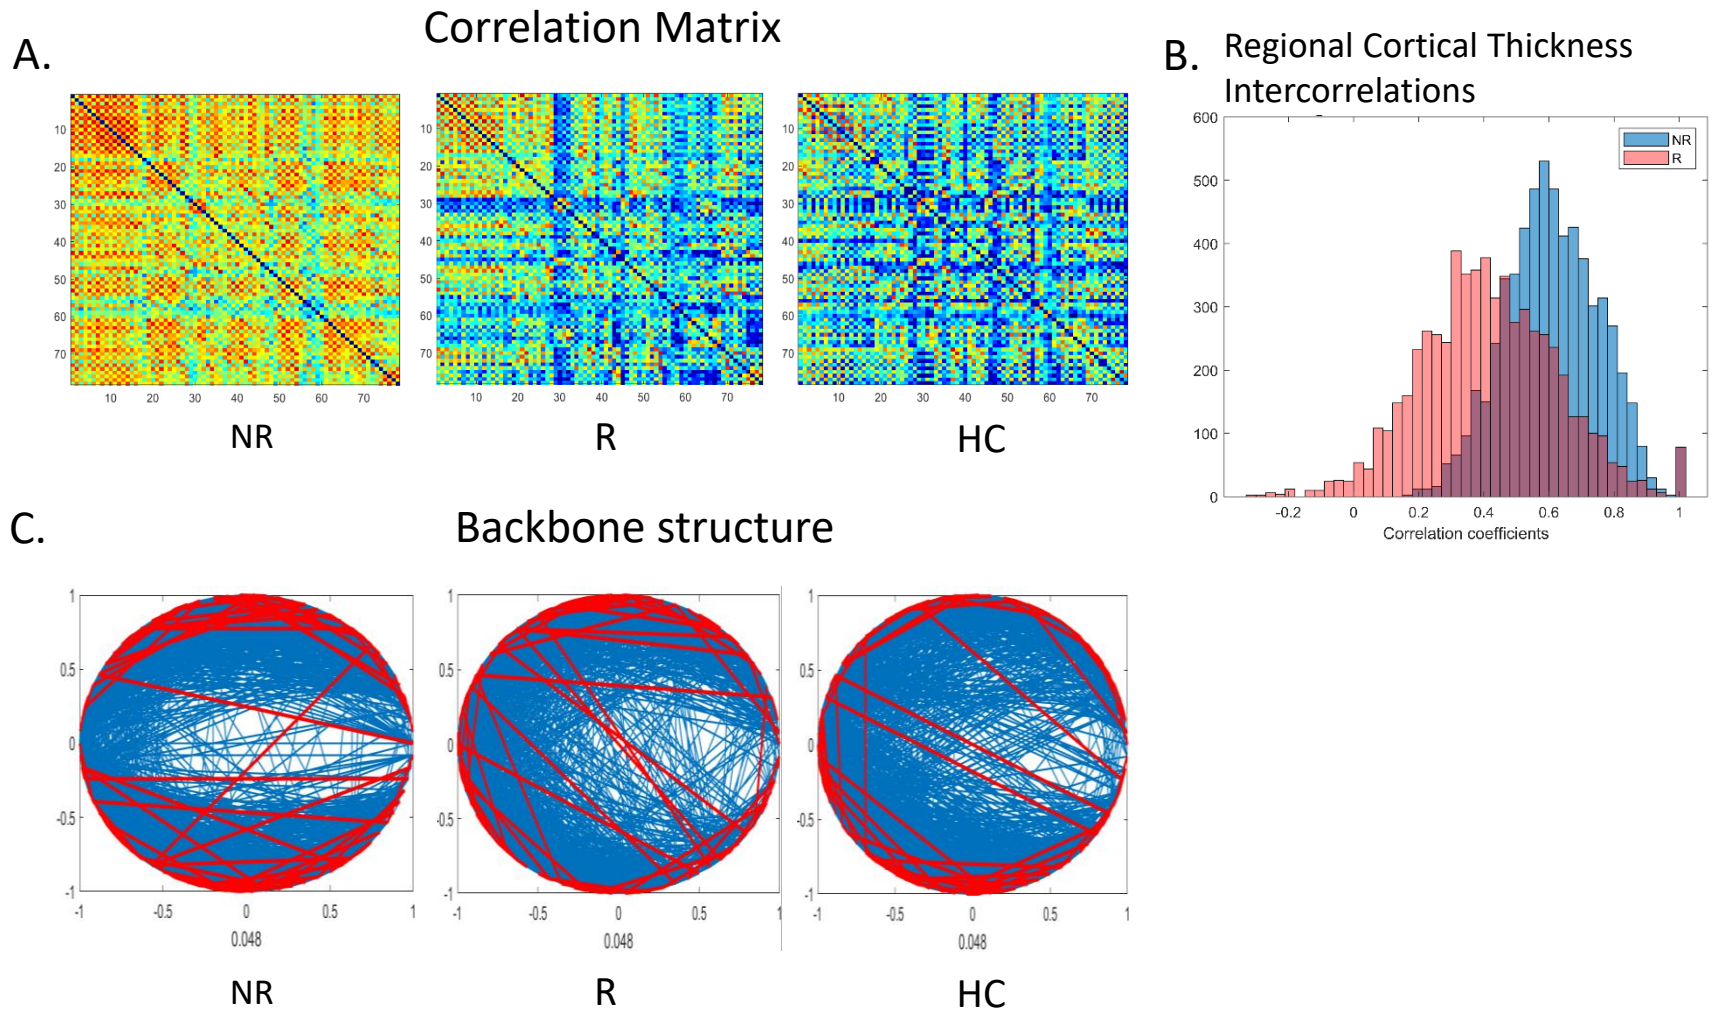 Correlation Matrix
A.
B. Regional Cortical Thickness
Intercorrelations
10
20
30
40
50
60
70
10 20 30 40 50 60 70
10
20
30
40
50
60
70
10 20 30 40 50 60 70
10
20
30
40
50
60
70
10 20 30 40 50 60 70
NR R HC
600
500
400
300
200
100
0
-0.2 0 0.2 0.4 0.6 0.8 1
Correlation coefficients
NR
R
C.
Backbone structure
1
0.5
0
-0.5
-1
-1 -0.5 0 0.5 1
0.048
1
0.5
0
-0.5
-1
-1 -0.5 0 0.5 1
0.048
1
0.5
0
-0.5
-1
-1 -0.5 0 0.5 1
0.048
NR R HC